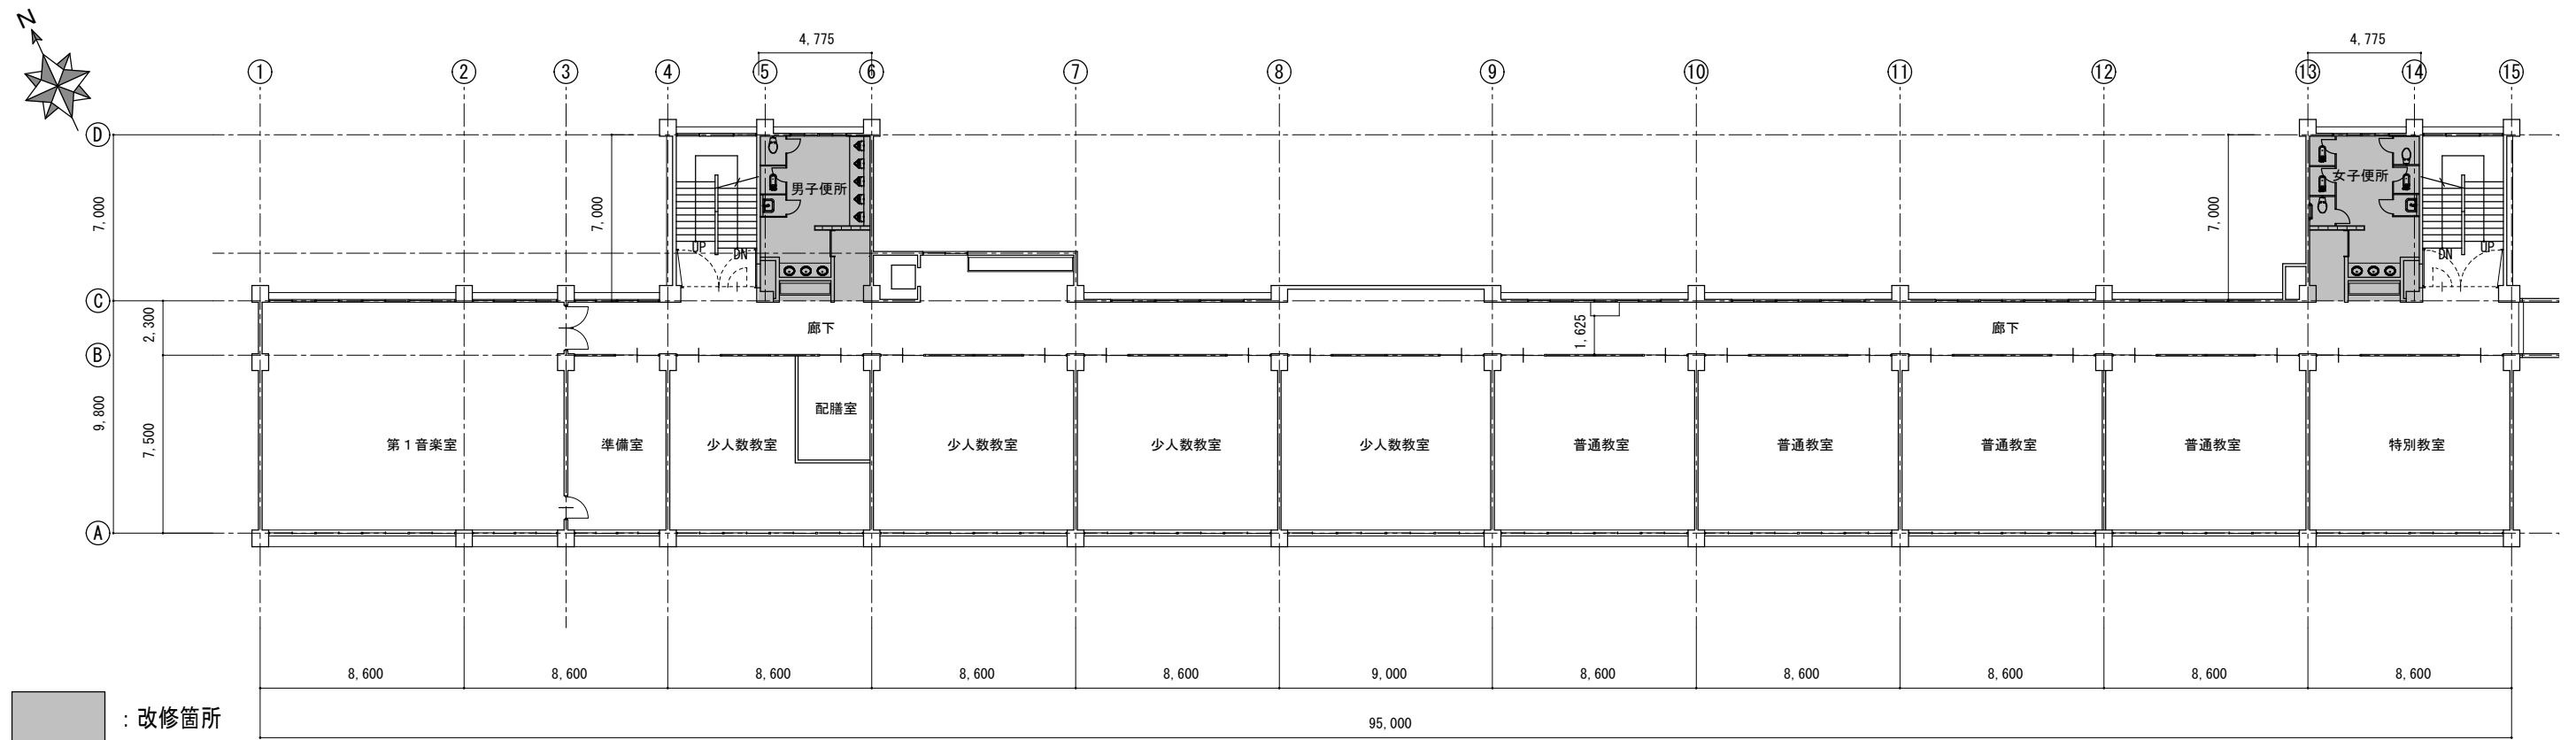 N
4,775
4,775
① ② ③ ④ ⑤ ⑥ ⑦ ⑧ ⑨ ⑩ ⑪ ⑫ ⑬ ⑭ ⑮
Ⓓ
男子便所
女子便所
7,000
7,000
7,000
UP
DN
DN
UP
Ⓒ
2,300
廊下
1,625
廊下
Ⓑ
配膳室
9,800
7,500
第1音楽室
準備室
少人数教室
少人数教室
少人数教室
少人数教室
普通教室
普通教室
普通教室
普通教室
特別教室
Ⓐ
8,600 8,600 8,600 8,600 8,600 9,000 8,600 8,600 8,600 8,600 8,600
:改修箇所
95,000